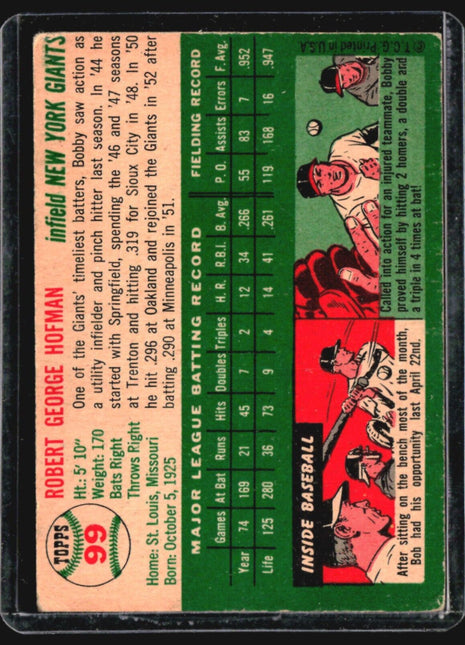 TOPPS
99
ROBERT GEORGE HOFMAN
infield NEW YORK GIANTS
Ht.: 5' 10"
Weight: 170
Bats Right
Throws Right
Home: St. Louis, Missouri
Born: October 5, 1925
One of the Giants' timeliest batters, Bobby saw action as
a utility infielder and pinch hitter last season. In '44 he
started with Springfield, spending the '46 and '47 seasons
at Trenton and hitting .319 for Sioux City in '48. In '50
he hit .296 at Oakland and rejoined the Giants in '52 after
batting .290 at Minneapolis in '51.
MAJOR LEAGUE BATTING RECORD FIELDING RECORD
Games At Bat Runs Hits Doubles Triples H.R. R.B.I. B. Avg. P.O. Assists Errors F. Avg.
Year 74 169 21 45 7 2 12 34 .266 55 83 7 .952
Life 125 280 36 73 9 4 14 41 .261 119 168 16 .947
INSIDE BASEBALL
After sitting on the bench most of the month,
Bob had his opportunity last April 22nd.
Called into action for an injured teammate, Bobby
proved himself by hitting 2 homers, a double and
a triple in 4 times at bat!
© T.C.G. Printed in U.S.A.